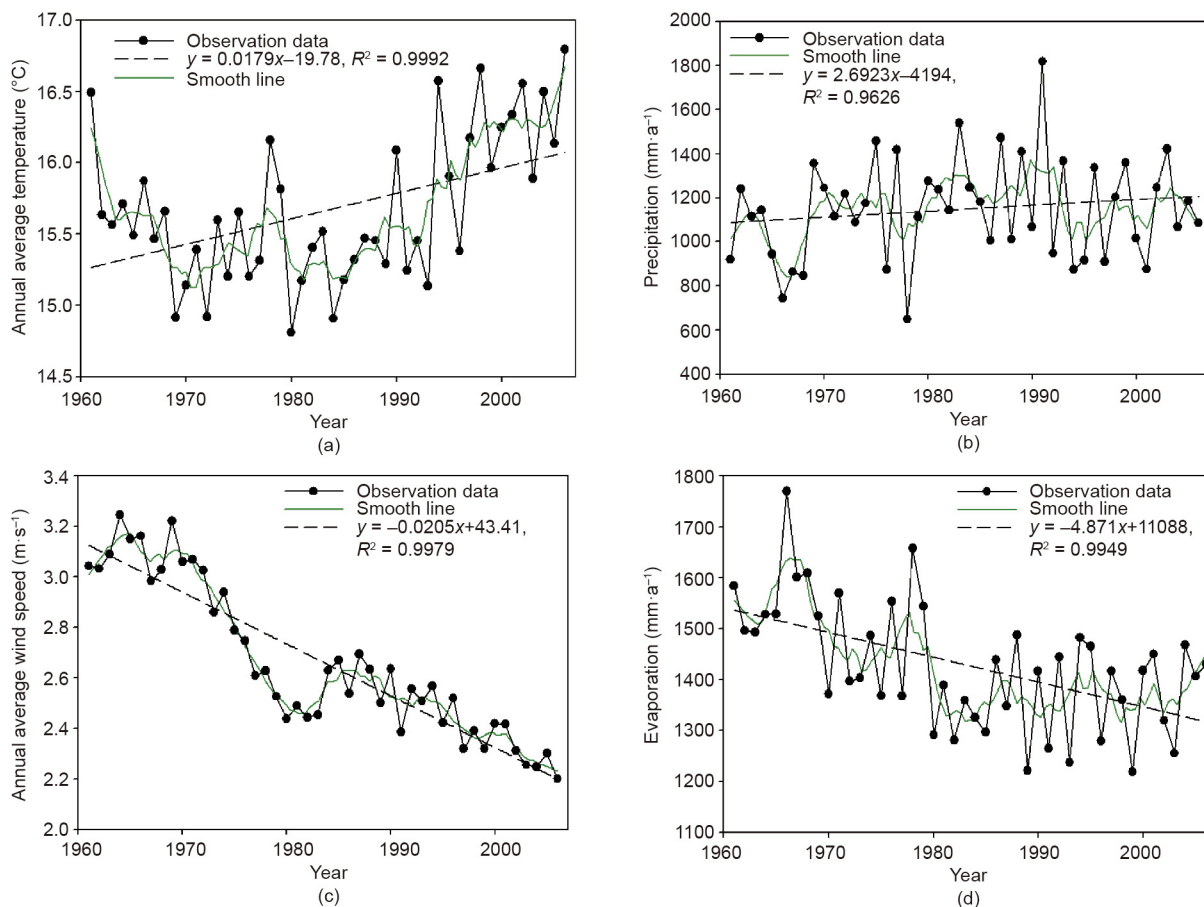 17.0
16.5
16.0
15.5
15.0
14.5
Annual average temperature (°C)
Observation data
y = 0.0179x–19.78, R² = 0.9992
Smooth line
1960 1970 1980 1990 2000
Year
(a)
2000
1800
1600
1400
1200
1000
800
600
400
Precipitation (mm·a⁻¹)
Observation data
Smooth line
y = 2.6923x–4194,
R² = 0.9626
1960 1970 1980 1990 2000
Year
(b)
3.4
3.2
3.0
2.8
2.6
2.4
2.2
2.0
Annual average wind speed (m·s⁻¹)
Observation data
Smooth line
y = –0.0205x+43.41,
R² = 0.9979
1960 1970 1980 1990 2000
Year
(c)
1800
1700
1600
1500
1400
1300
1200
1100
Evaporation (mm·a⁻¹)
Observation data
Smooth line
y = –4.871x+11088,
R² = 0.9949
1960 1970 1980 1990 2000
Year
(d)